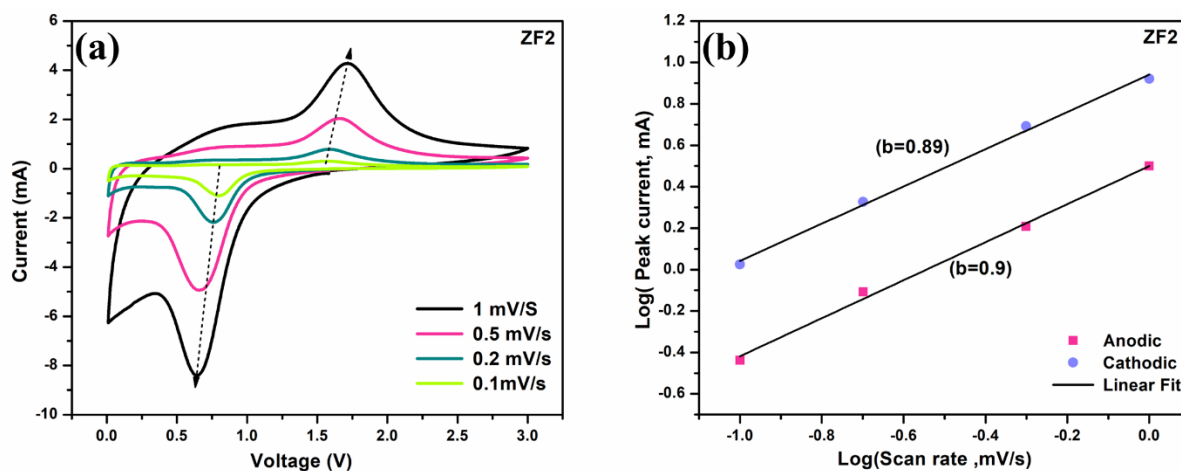 (a)
ZF2
6
4
2
0
-2
-4
-6
-8
-10
Current (mA)
1 mV/S
0.5 mV/s
0.2 mV/s
0.1mV/s
0.0 0.5 1.0 1.5 2.0 2.5 3.0
Voltage (V)
(b)
ZF2
1.0
0.8
0.6
0.4
0.2
0.0
-0.2
-0.4
-0.6
Log( Peak current, mA)
(b=0.89)
(b=0.9)
Anodic
Cathodic
Linear Fit
-1.0 -0.8 -0.6 -0.4 -0.2 0.0
Log(Scan rate ,mV/s)